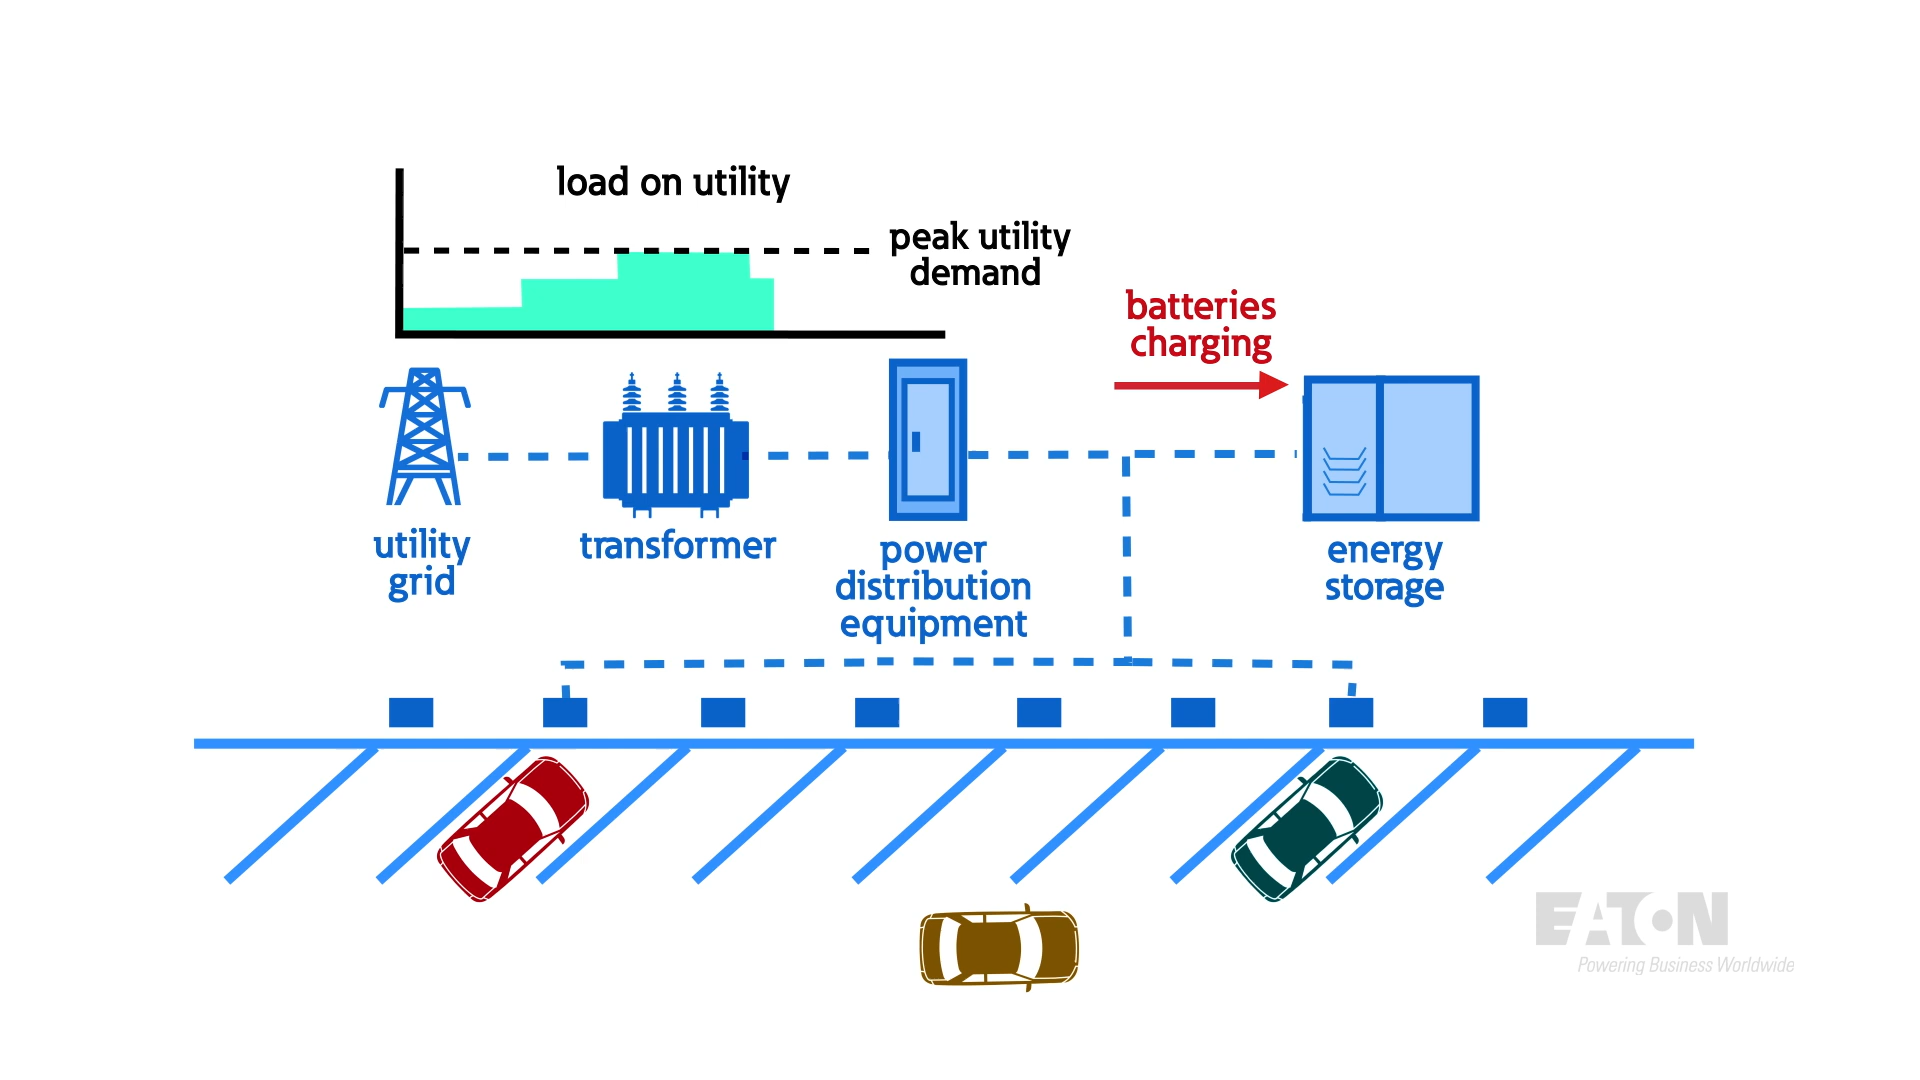 load on utility
peak utility
demand
batteries
charging
utility
grid
transformer
power
distribution
equipment
energy
storage
EATON
Powering Business Worldwide